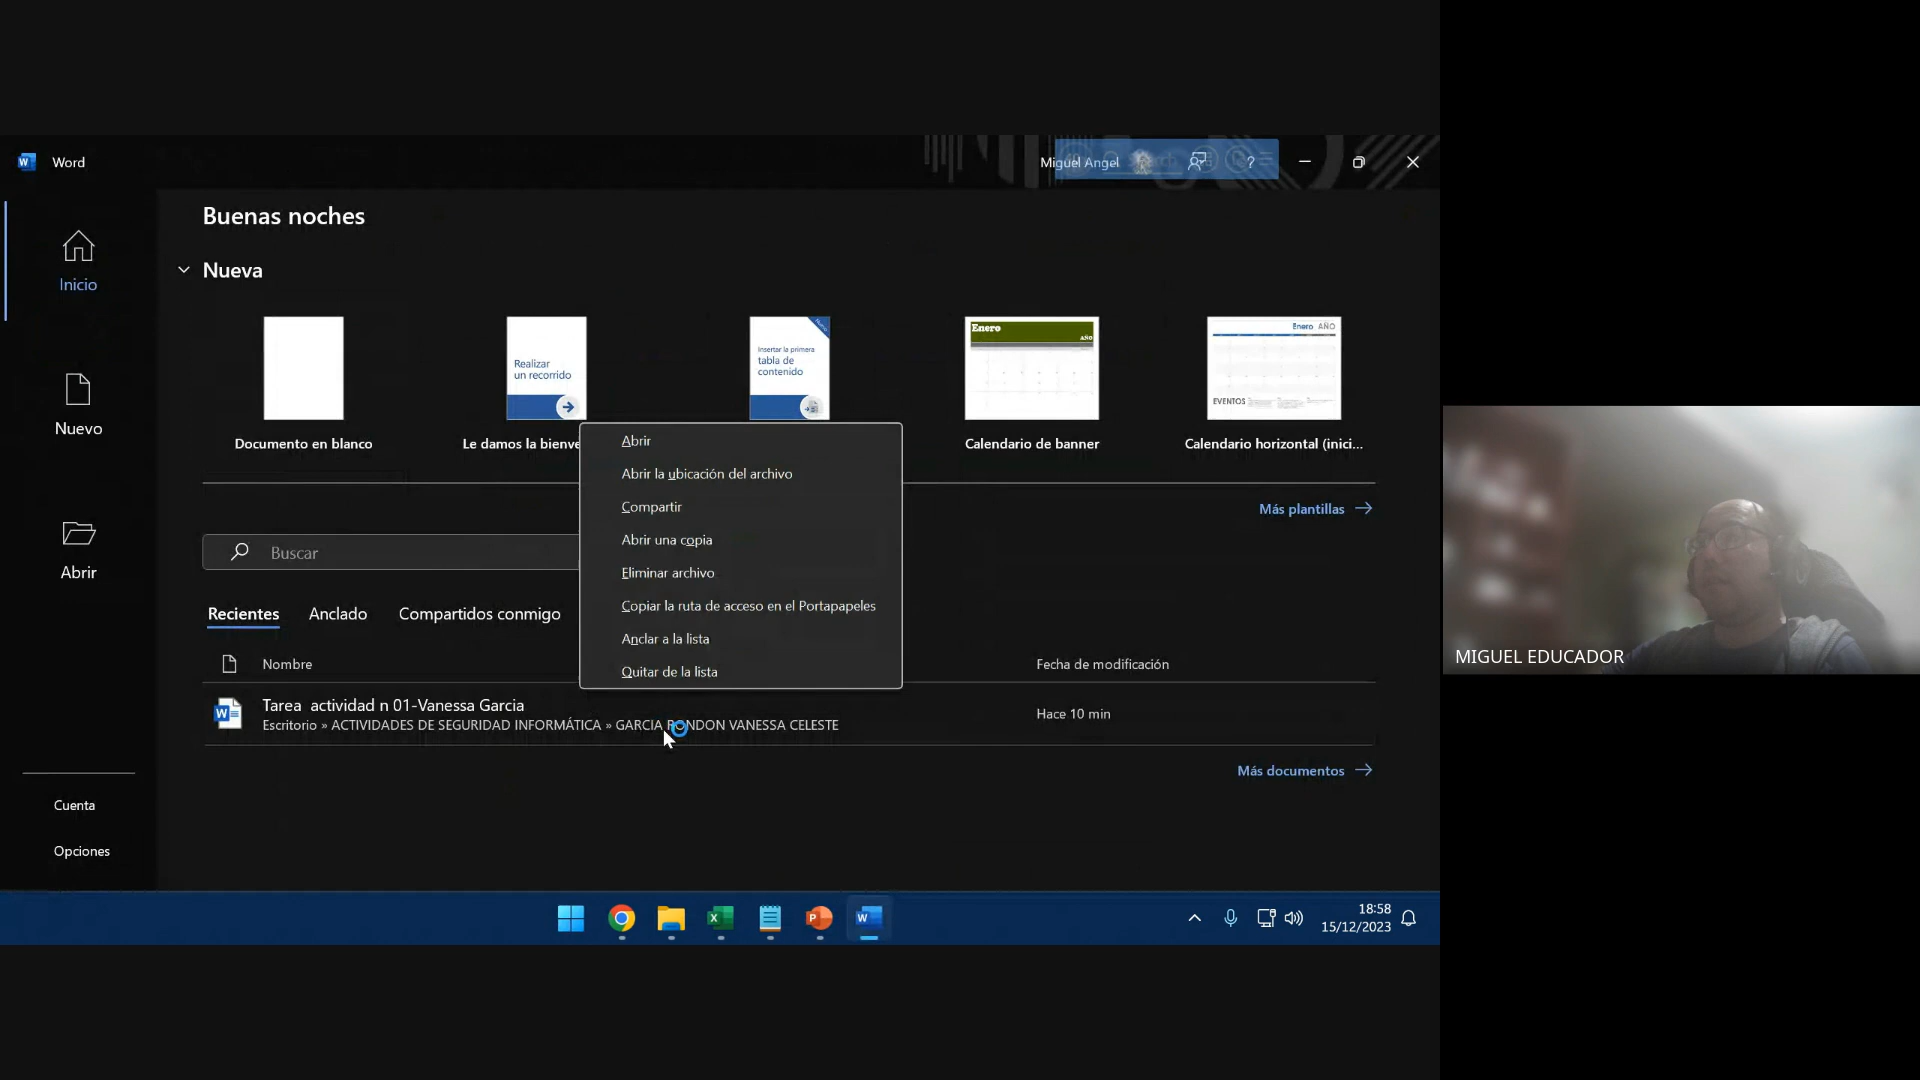 Word
Miguel Angel
?
Buenas noches
Nueva
Inicio
Nuevo
Abrir
Realizar
un recorrido
Insertar la primera
tabla de
contenido
Enero
AÑO
Enero AÑO
EVENTOS
Documento en blanco
Le damos la bienve
Calendario de banner
Calendario horizontal (inici...
Más plantillas
Buscar
Abrir
Abrir la ubicación del archivo
Compartir
Abrir una copia
Eliminar archivo
Copiar la ruta de acceso en el Portapapeles
Anclar a la lista
Quitar de la lista
Recientes Anclado Compartidos conmigo
Nombre
Fecha de modificación
Tarea actividad n 01-Vanessa Garcia
Escritorio » ACTIVIDADES DE SEGURIDAD INFORMÁTICA » GARCIA RONDON VANESSA CELESTE
Hace 10 min
Más documentos
Cuenta
Opciones
18:58
15/12/2023
MIGUEL EDUCADOR